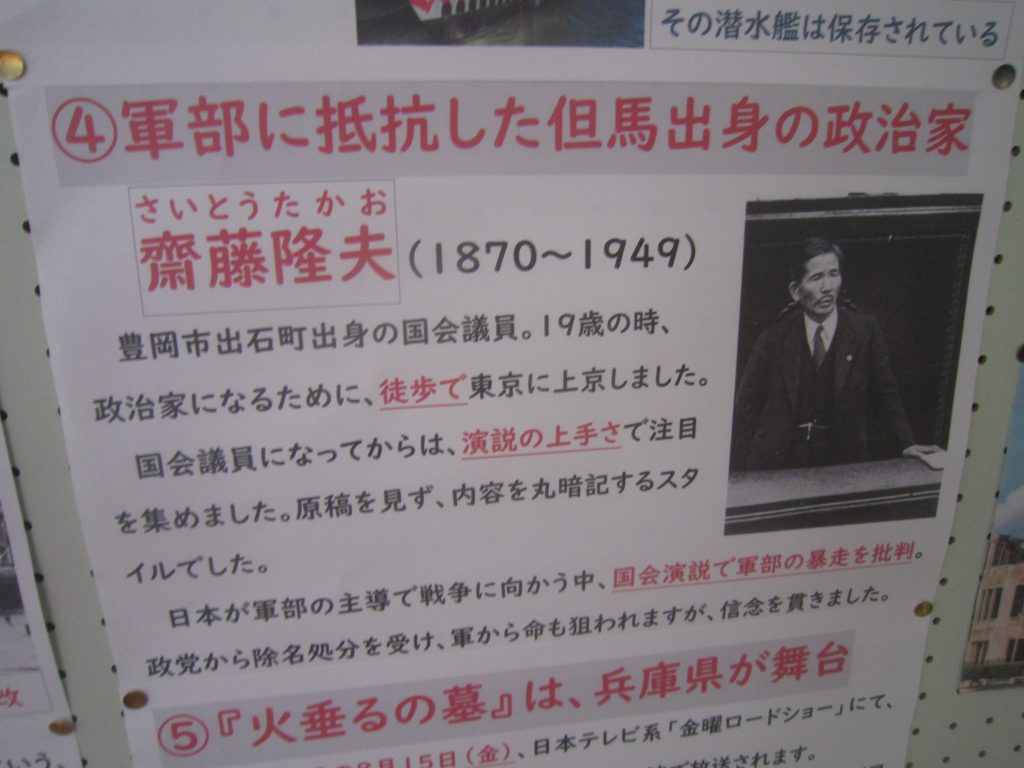 その潜水艦は保存されている
④軍部に抵抗した但馬出身の政治家
さいとうたかお
齋藤隆夫(1870～1949)
豊岡市出石町出身の国会議員。19歳の時、
政治家になるために、徒歩で東京に上京しました。
国会議員になってからは、演説の上手さで注目
を集めました。原稿を見ず、内容を丸暗記するスタ
イルでした。
日本が軍部の主導で戦争に向かう中、国会演説で軍部の暴走を批判。
政党から除名処分を受け、軍から命も狙われますが、信念を貫きました。
⑤『火垂るの墓』は、兵庫県が舞台
8月15日(金)、日本テレビ系「金曜ロードショー」にて、
で放送されます。
改
いう。